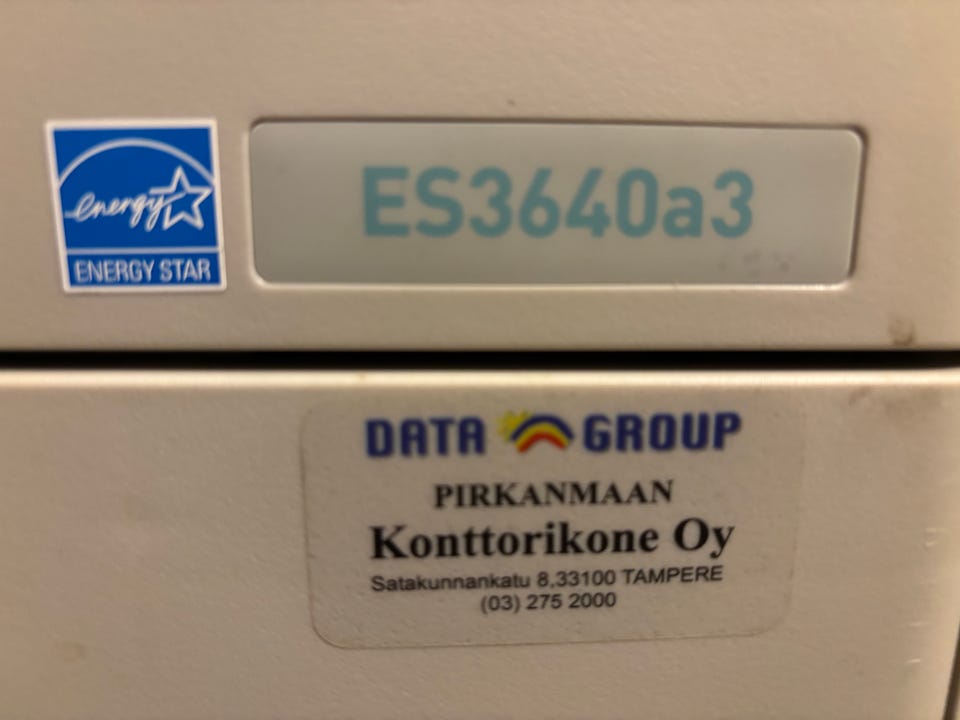 energy
ENERGY STAR
ES3640a3
DATA GROUP
PIRKANMAAN
Konttorikone Oy
Satakunnankatu 8,33100 TAMPERE
(03) 275 2000